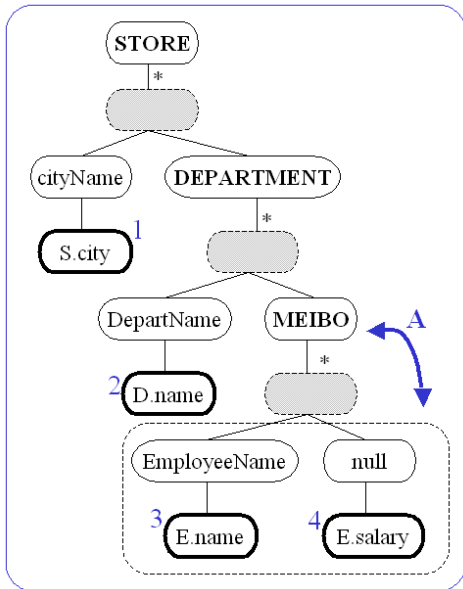 STORE
*
cityName
DEPARTMENT
1
*
S.city
DepartName
MEIBO
A
2
*
D.name
EmployeeName
null
3
4
E.name
E.salary